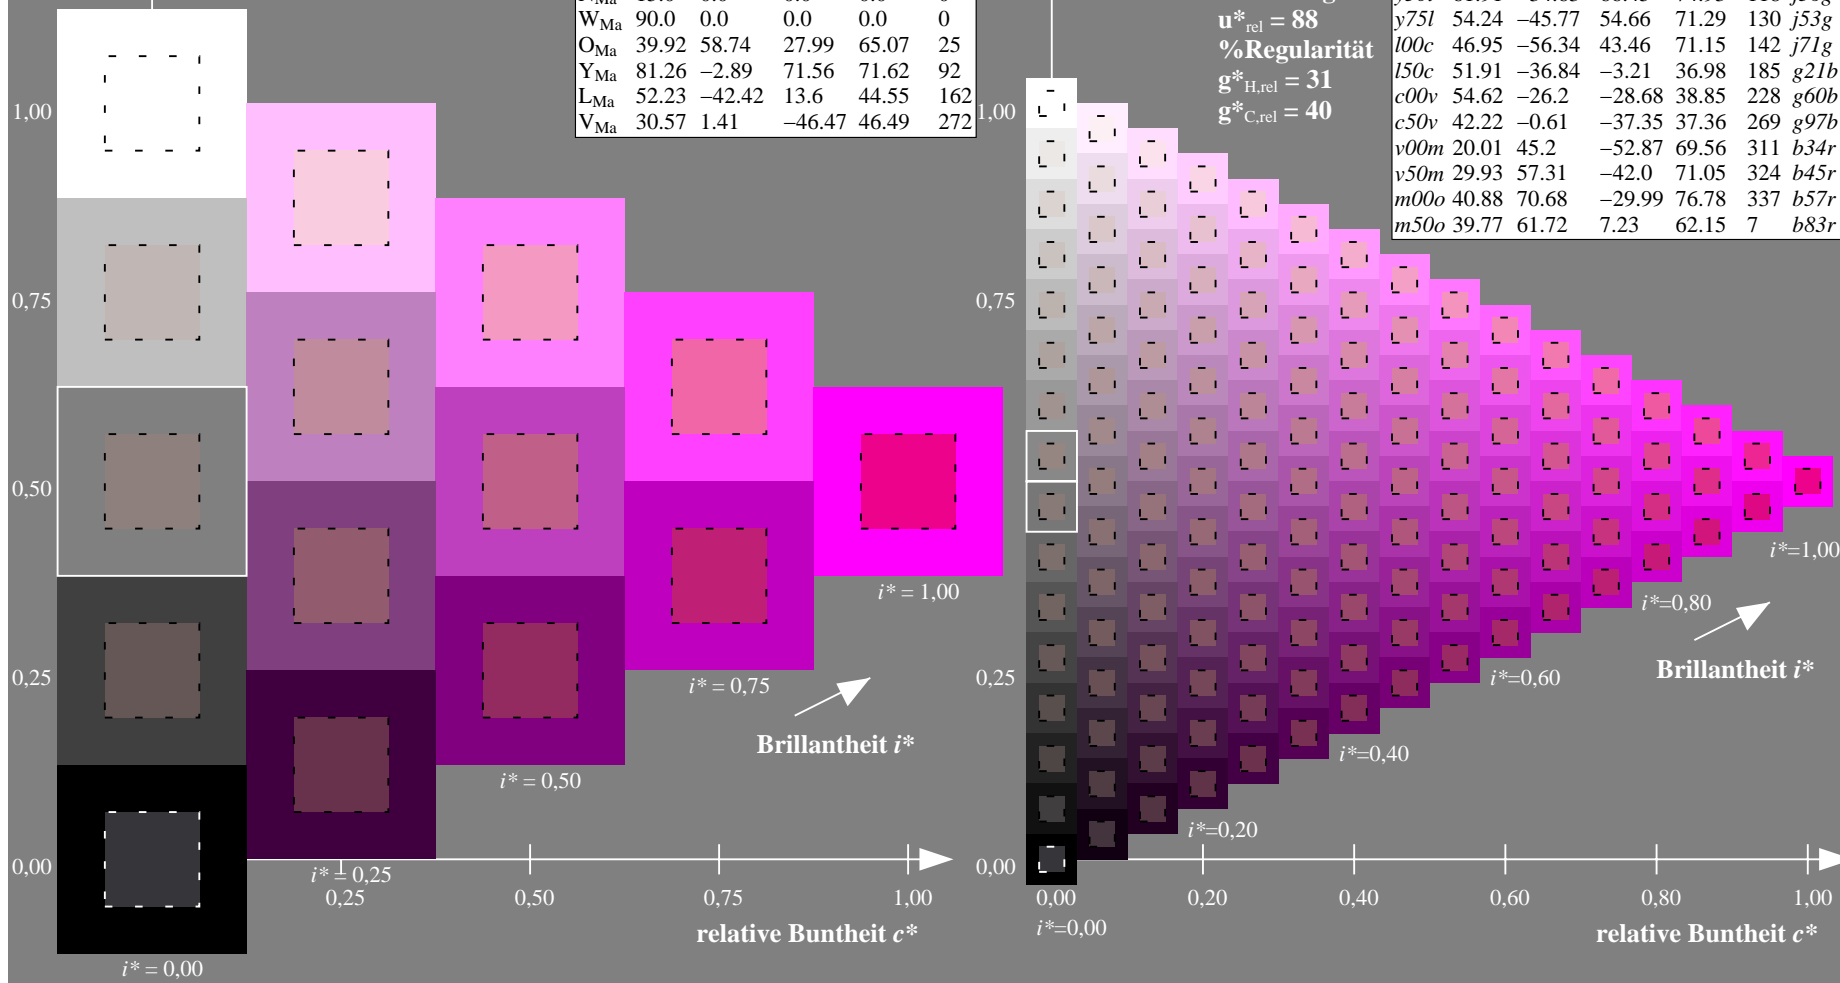 W_Ma 90.0 0.0 0.0 0.0 0
O_Ma 39.92 58.74 27.99 65.07 25
Y_Ma 81.26 −2.89 71.56 71.62 92
L_Ma 52.23 −42.42 13.6 44.55 162
V_Ma 30.57 1.41 −46.47 46.49 272
1,00
0,75
0,50
0,25
0,00
i* = 1,00
i* = 0,75
Brillantheit i*
i* = 0,50
i* = 0,25
0,25 0,50 0,75 1,00
relative Buntheit c*
i* = 0,00
u*rel = 88
%Regularität
g*H,rel = 31
g*C,rel = 40
y75l 54.24 −45.77 54.66 71.29 130 j53g
l00c 46.95 −56.34 43.46 71.15 142 j71g
l50c 51.91 −36.84 −3.21 36.98 185 g21b
c00v 54.62 −26.2 −28.68 38.85 228 g60b
c50v 42.22 −0.61 −37.35 37.36 269 g97b
v00m 20.01 45.2 −52.87 69.56 311 b34r
v50m 29.93 57.31 −42.0 71.05 324 b45r
m00o 40.88 70.68 −29.99 76.78 337 b57r
m50o 39.77 61.72 7.23 62.15 7 b83r
1,00
0,75
0,25
0,00
i*=1,00
i*=0,80
Brillantheit i*
i*=0,60
i*=0,40
i*=0,20
0,00 0,20 0,40 0,60 0,80 1,00
i*=0,00
relative Buntheit c*